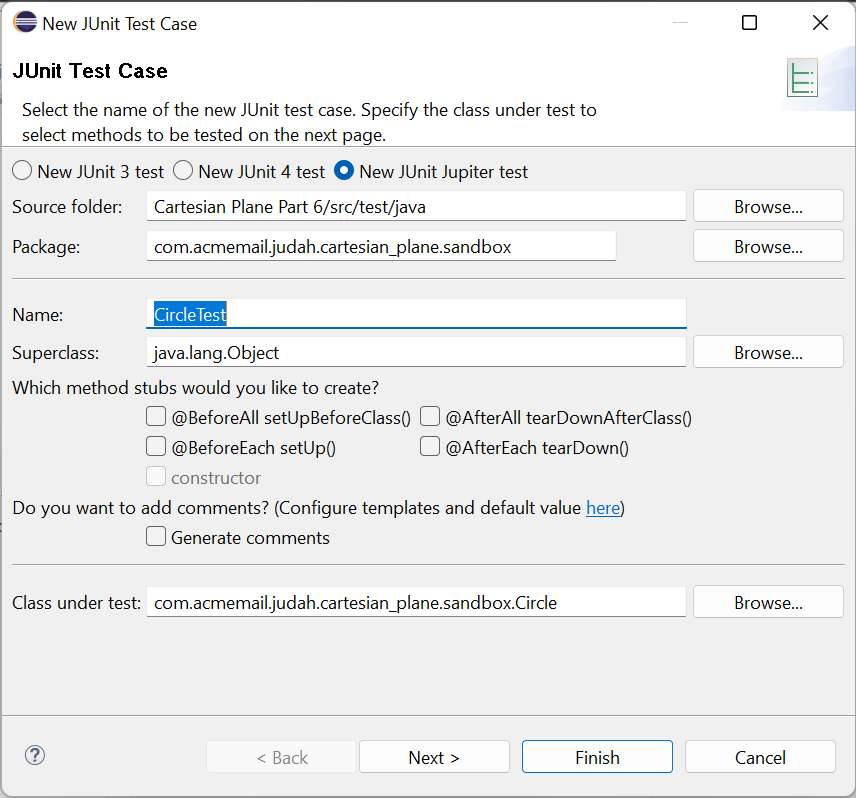 New JUnit Test Case
JUnit Test Case
Select the name of the new JUnit test case. Specify the class under test to
select methods to be tested on the next page.
New JUnit 3 test New JUnit 4 test New JUnit Jupiter test
Source folder: Cartesian Plane Part 6/src/test/java Browse...
Package: com.acmemail.judah.cartesian_plane.sandbox Browse...
Name: CircleTest
Superclass: java.lang.Object Browse...
Which method stubs would you like to create?
@BeforeAll setUpBeforeClass() @AfterAll tearDownAfterClass()
@BeforeEach setUp() @AfterEach tearDown()
constructor
Do you want to add comments? (Configure templates and default value here)
Generate comments
Class under test: com.acmemail.judah.cartesian_plane.sandbox.Circle Browse...
? < Back Next > Finish Cancel